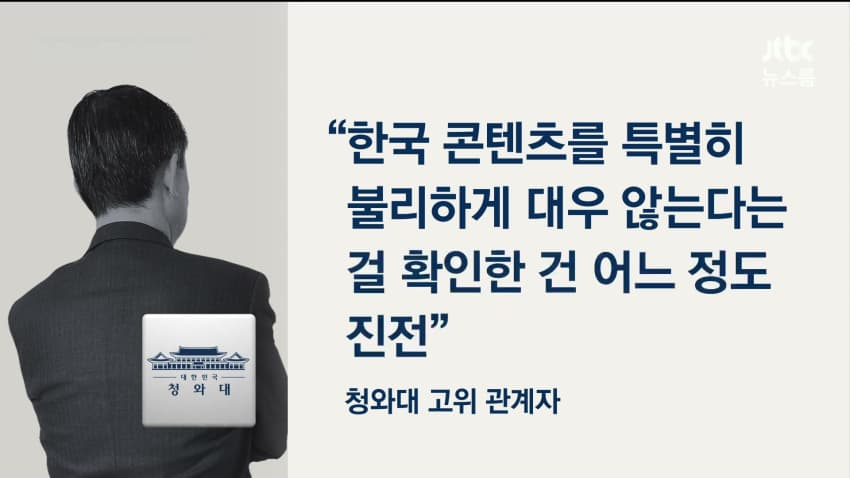 jtbc
뉴스룸
“한국 콘텐츠를 특별히
불리하게 대우 않는다는
걸 확인한 건 어느 정도
진전”
대한민국
청와대
청와대 고위 관계자